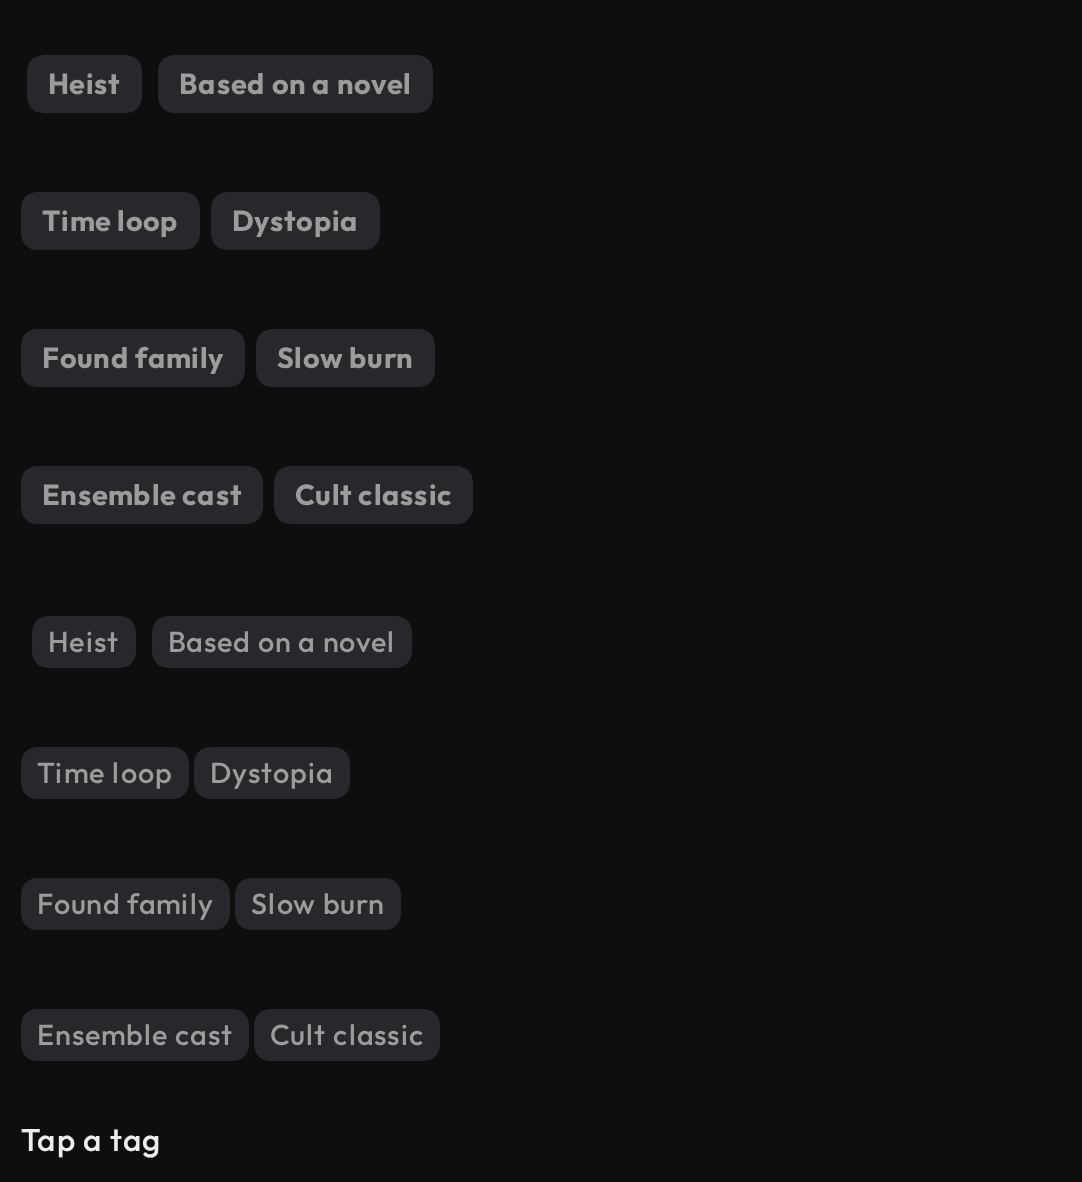 Heist Based on a novel
Time loop Dystopia
Found family Slow burn
Ensemble cast Cult classic
Heist Based on a novel
Time loop Dystopia
Found family Slow burn
Ensemble cast Cult classic
Tap a tag